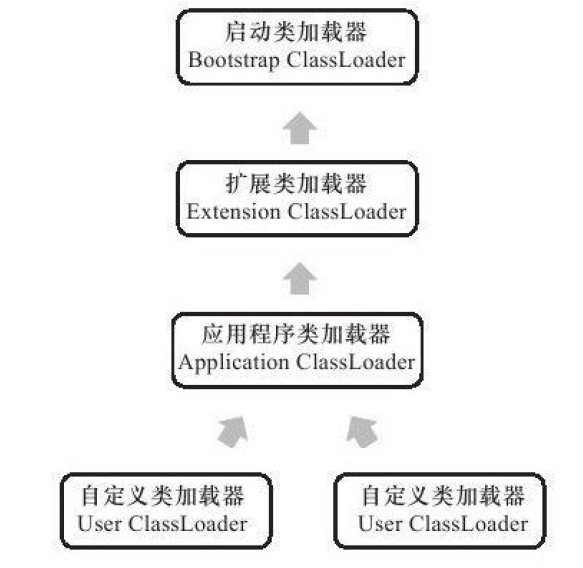 启动类加载器
Bootstrap ClassLoader
扩展类加载器
Extension ClassLoader
应用程序类加载器
Application ClassLoader
自定义类加载器
User ClassLoader
自定义类加载器
User ClassLoader